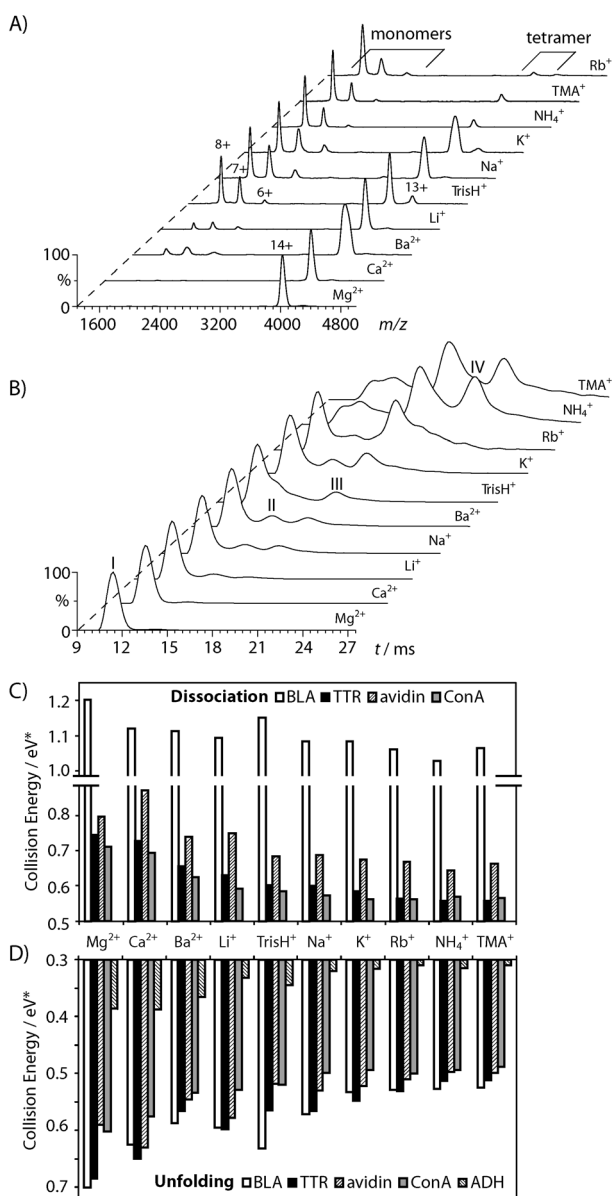 A)
monomers
tetramer
Rb⁺
TMA⁺
NH₄⁺
K⁺
Na⁺
8+
7+
6+
13+
TrisH⁺
Li⁺
Ba²⁺
14+
Ca²⁺
Mg²⁺
100
%
0
1600 2400 3200 4000 4800 m/z
B)
IV
TMA⁺
NH₄⁺
Rb⁺
K⁺
III
TrisH⁺
II
Ba²⁺
Na⁺
I
Li⁺
Ca²⁺
Mg²⁺
100
%
0
9 12 15 18 21 24 27 t / ms
C)
Dissociation BLA TTR avidin ConA
Collision Energy / eV*
1.2
1.1
1.0
0.8
0.7
0.6
0.5
Mg²⁺ Ca²⁺ Ba²⁺ Li⁺ TrisH⁺ Na⁺ K⁺ Rb⁺ NH₄⁺ TMA⁺
D)
Collision Energy / eV*
0.3
0.4
0.5
0.6
0.7
Unfolding BLA TTR avidin ConA ADH